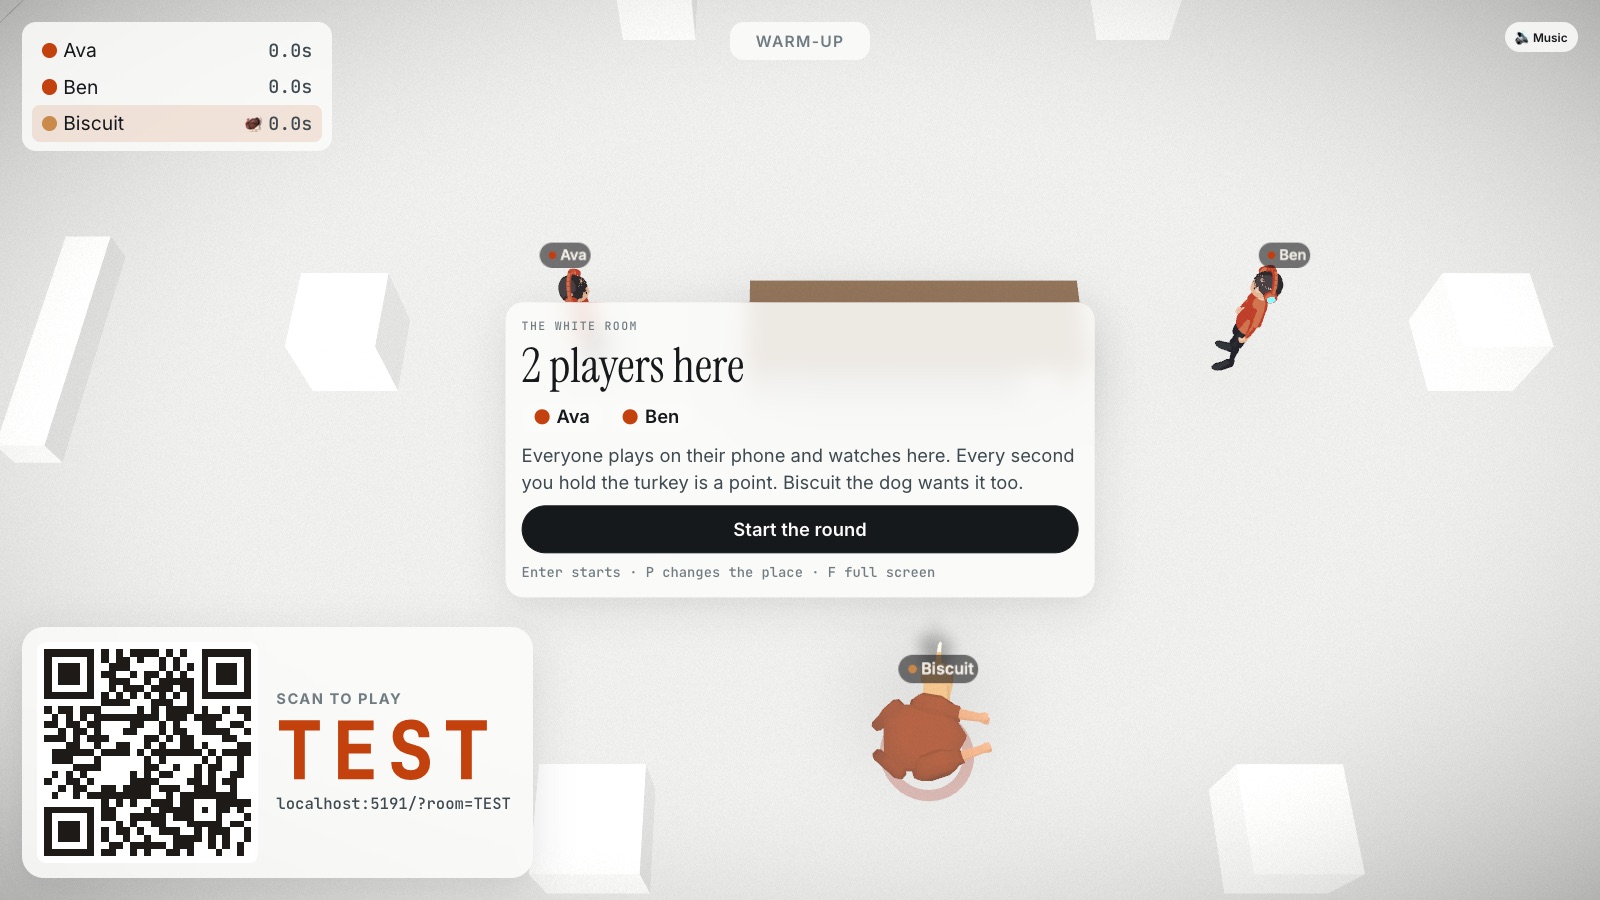 Ava 0.0s
Ben 0.0s
Biscuit 0.0s
WARM-UP
Music
Ava
Ben
THE WHITE ROOM
2 players here
Ava Ben
Everyone plays on their phone and watches here. Every second
you hold the turkey is a point. Biscuit the dog wants it too.
Start the round
Enter starts · P changes the place · F full screen
Biscuit
SCAN TO PLAY
TEST
localhost:5191/?room=TEST